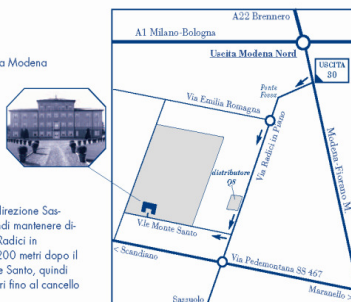 A22 Brennero
A1 Milano-Bologna
Uscita Modena Nord
a Modena
USCITA
30
Ponte
Fossa
Via Emilia Romagna
Via Radici in Piano
Modena-Fiorano M.
distributore
Q8
direzione Sas-
ndi mantenere di-
Radici in
200 metri dopo il
e Santo, quindi
ri fino al cancello
V.le Monte Santo
< Scandiano
Via Pedemontana SS 467
Maranello >
Sassuolo